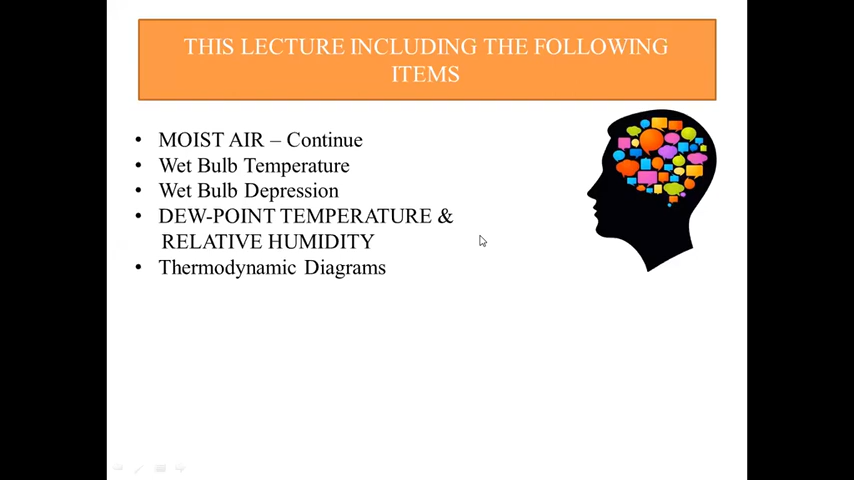 THIS LECTURE INCLUDING THE FOLLOWING
ITEMS
• MOIST AIR – Continue
• Wet Bulb Temperature
• Wet Bulb Depression
• DEW-POINT TEMPERATURE &
RELATIVE HUMIDITY
• Thermodynamic Diagrams